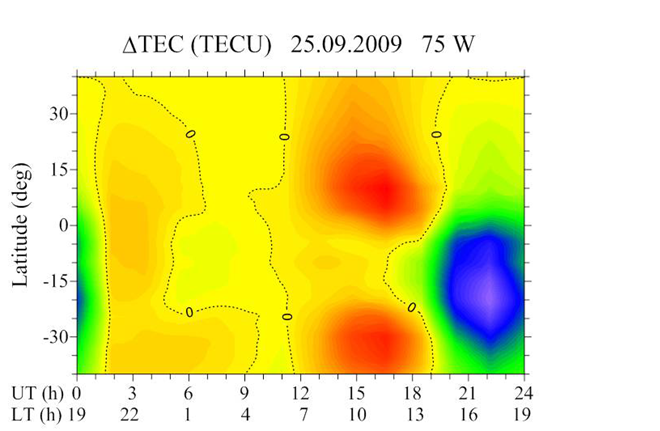 ΔTEC (TECU) 25.09.2009 75 W
30
15
0
-15
-30
Latitude (deg)
0 0 0
0 0 0
UT (h) 0 3 6 9 12 15 18 21 24
LT (h) 19 22 1 4 7 10 13 16 19